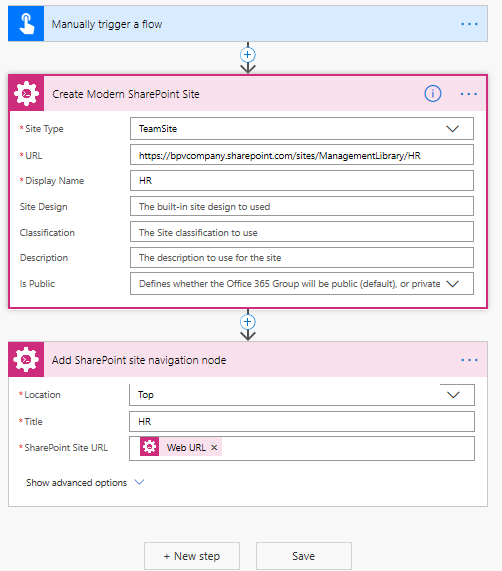 Manually trigger a flow
Create Modern SharePoint Site
* Site Type TeamSite
* URL https://bpvcompany.sharepoint.com/sites/ManagementLibrary/HR
* Display Name HR
Site Design The built-in site design to used
Classification The Site classification to use
Description The description to use for the site
Is Public Defines whether the Office 365 Group will be public (default), or private
Add SharePoint site navigation node
* Location Top
* Title HR
* SharePoint Site URL Web URL ×
Show advanced options
+ New step Save